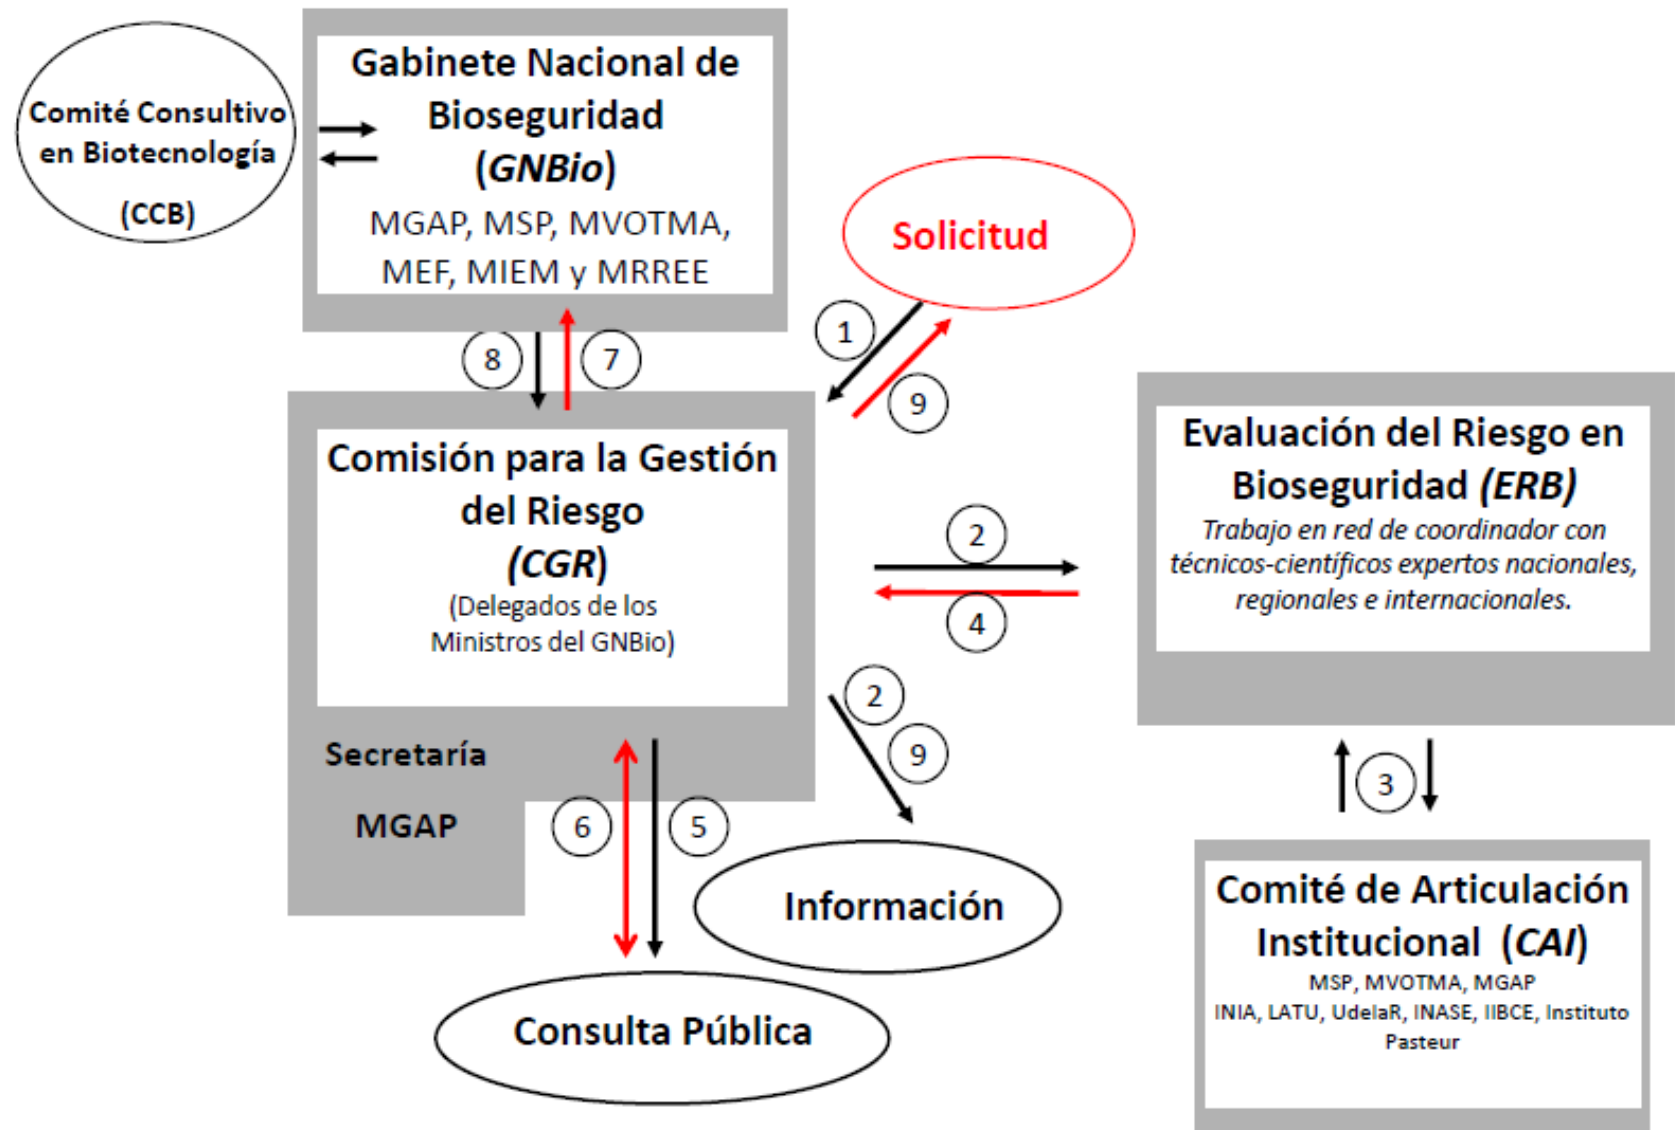 Comité Consultivo
en Biotecnología
(CCB)
Gabinete Nacional de
Bioseguridad
(GNBio)
MGAP, MSP, MVOTMA,
MEF, MIEM y MRREE
Solicitud
1
9
8
7
Comisión para la Gestión
del Riesgo
(CGR)
(Delegados de los
Ministros del GNBio)
Secretaría
MGAP
2
4
Evaluación del Riesgo en
Bioseguridad (ERB)
Trabajo en red de coordinador con
técnicos-científicos expertos nacionales,
regionales e internacionales.
2
9
6
5
3
Información
Consulta Pública
Comité de Articulación
Institucional (CAI)
MSP, MVOTMA, MGAP
INIA, LATU, UdelaR, INASE, IIBCE, Instituto
Pasteur